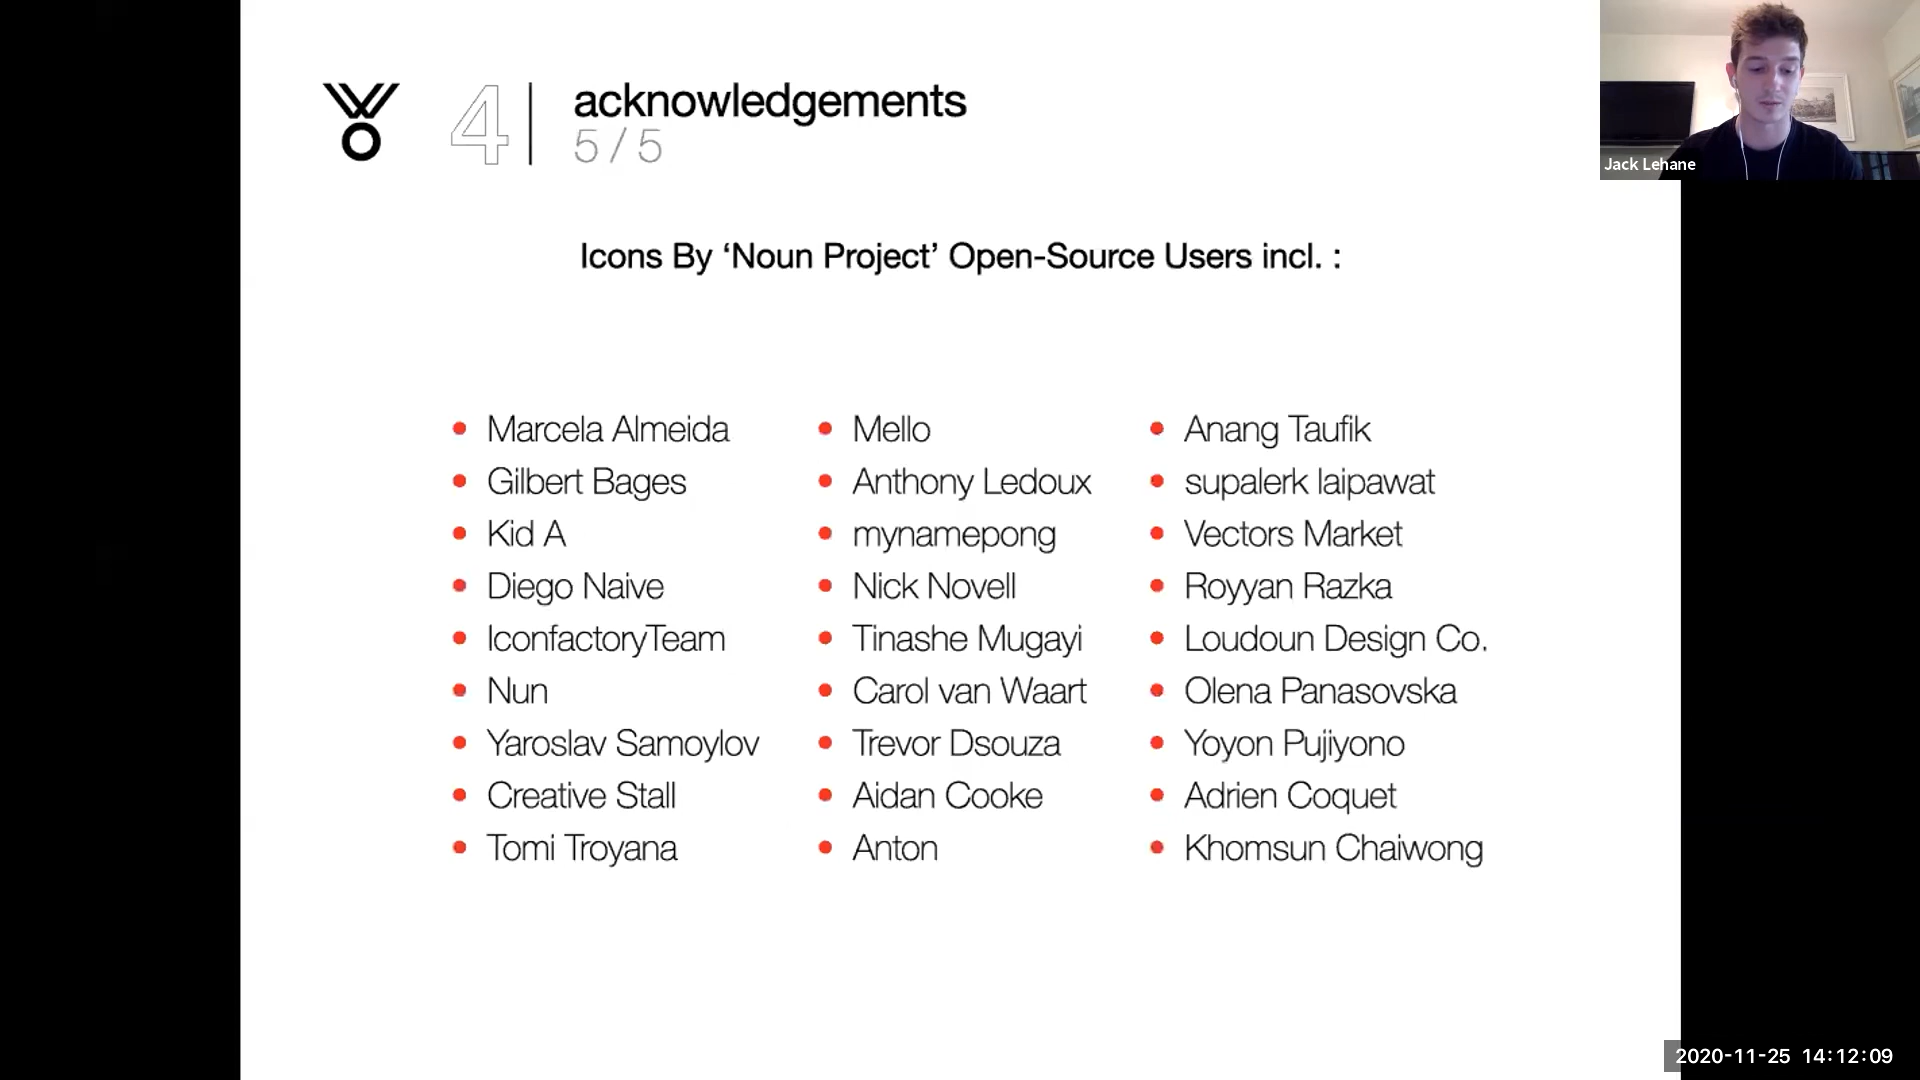 4
acknowledgements
5 / 5
Jack Lehane
Icons By ‘Noun Project’ Open-Source Users incl. :
Marcela Almeida
Gilbert Bages
Kid A
Diego Naive
IconfactoryTeam
Nun
Yaroslav Samoylov
Creative Stall
Tomi Troyana
Mello
Anthony Ledoux
mynamepong
Nick Novell
Tinashe Mugayi
Carol van Waart
Trevor Dsouza
Aidan Cooke
Anton
Anang Taufik
supalerk laipawat
Vectors Market
Royyan Razka
Loudoun Design Co.
Olena Panasovska
Yoyon Pujiyono
Adrien Coquet
Khomsun Chaiwong
2020-11-25 14:12:09